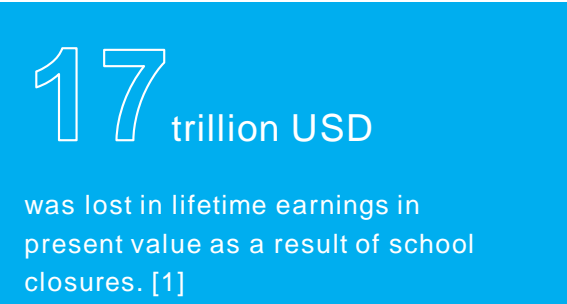 17 trillion USD
was lost in lifetime earnings in
present value as a result of school
closures. [1]